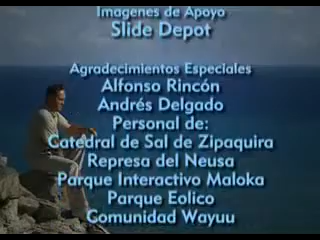 Imagenes de Apoyo
Slide Depot
Agradecimientos Especiales
Alfonso Rincón
Andrés Delgado
Personal de:
Catedral de Sal de Zipaquira
Represa del Neusa
Parque Interactivo Maloka
Parque Eolico
Comunidad Wayuu